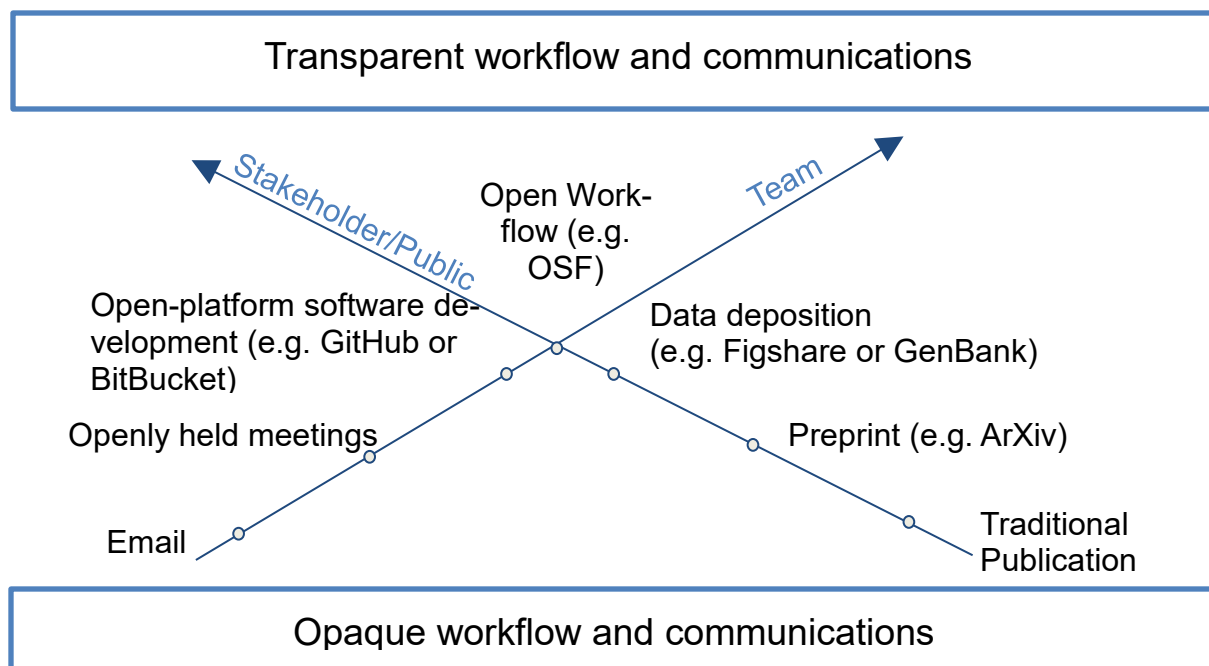 Transparent workflow and communications
Stakeholder/Public
Team
Open Work-
flow (e.g.
OSF)
Open-platform software de-
velopment (e.g. GitHub or
BitBucket)
Data deposition
(e.g. Figshare or GenBank)
Openly held meetings
Preprint (e.g. ArXiv)
Email
Traditional
Publication
Opaque workflow and communications